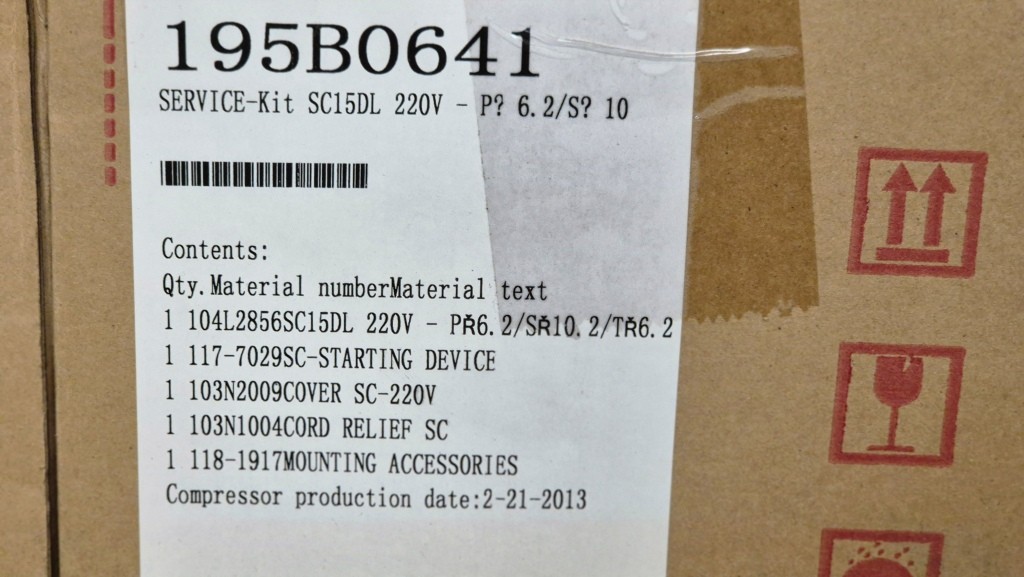 195B0641
SERVICE-Kit SC15DL 220V - P? 6.2/S? 10
Contents:
Qty.Material numberMaterial text
1 104L2856SC15DL 220V - PŘ6.2/SŘ10.2/TŘ6.2
1 117-7029SC-STARTING DEVICE
1 103N2009COVER SC-220V
1 103N1004CORD RELIEF SC
1 118-1917MOUNTING ACCESSORIES
Compressor production date:2-21-2013